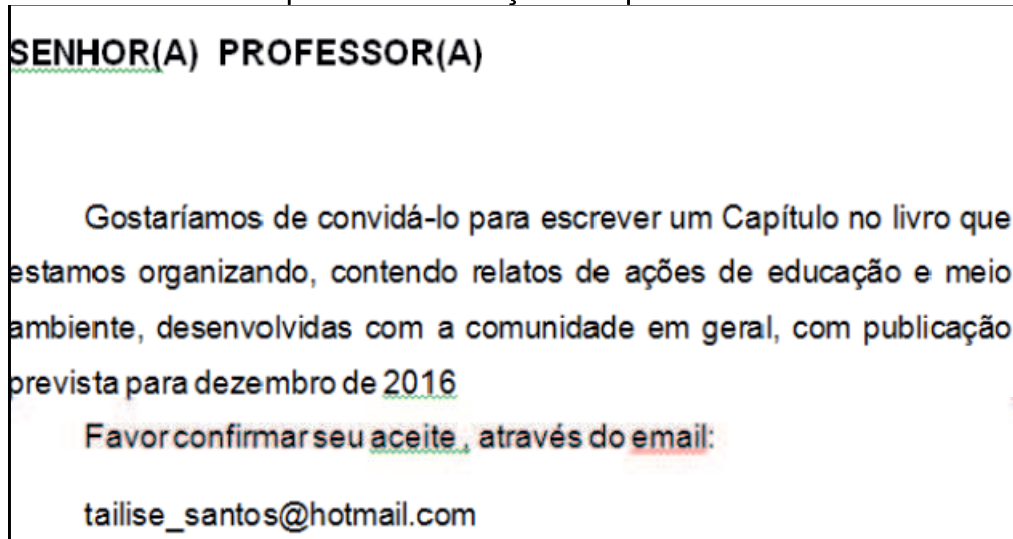 SENHOR(A) PROFESSOR(A)
Gostaríamos de convidá-lo para escrever um Capítulo no livro que
estamos organizando, contendo relatos de ações de educação e meio
ambiente, desenvolvidas com a comunidade em geral, com publicação
prevista para dezembro de 2016
Favor confirmar seu aceite , através do email:
tailise_santos@hotmail.com